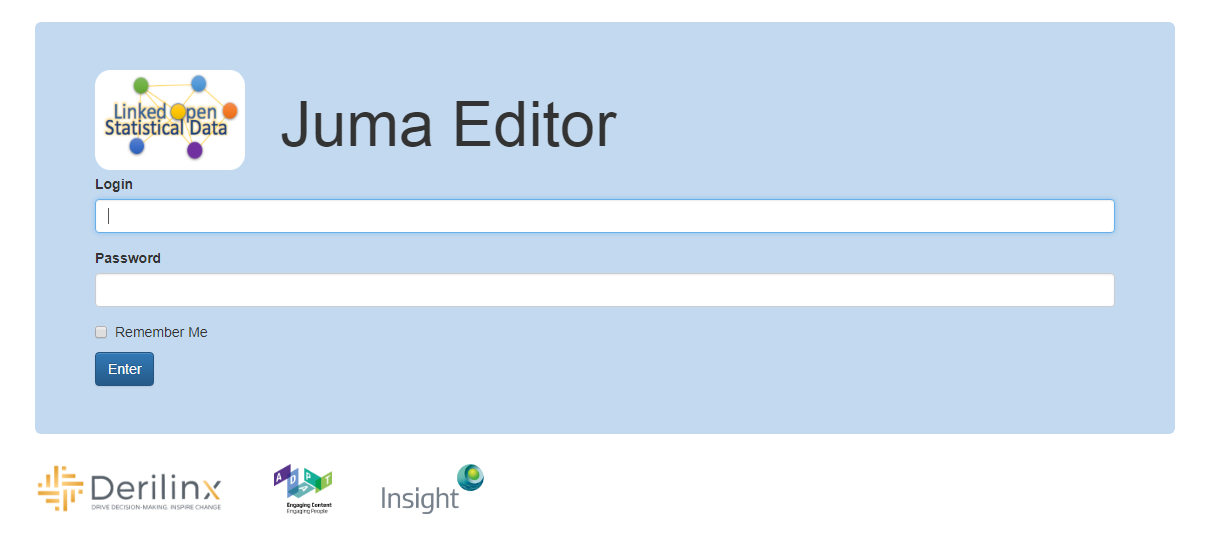 Linked Open
Statistical Data
Juma Editor
Login
Password
Remember Me
Enter
Derilinx
DRIVE DECISION-MAKING, INSPIRE CHANGE
ADAPT
Engaging Content
Engaging People
Insight